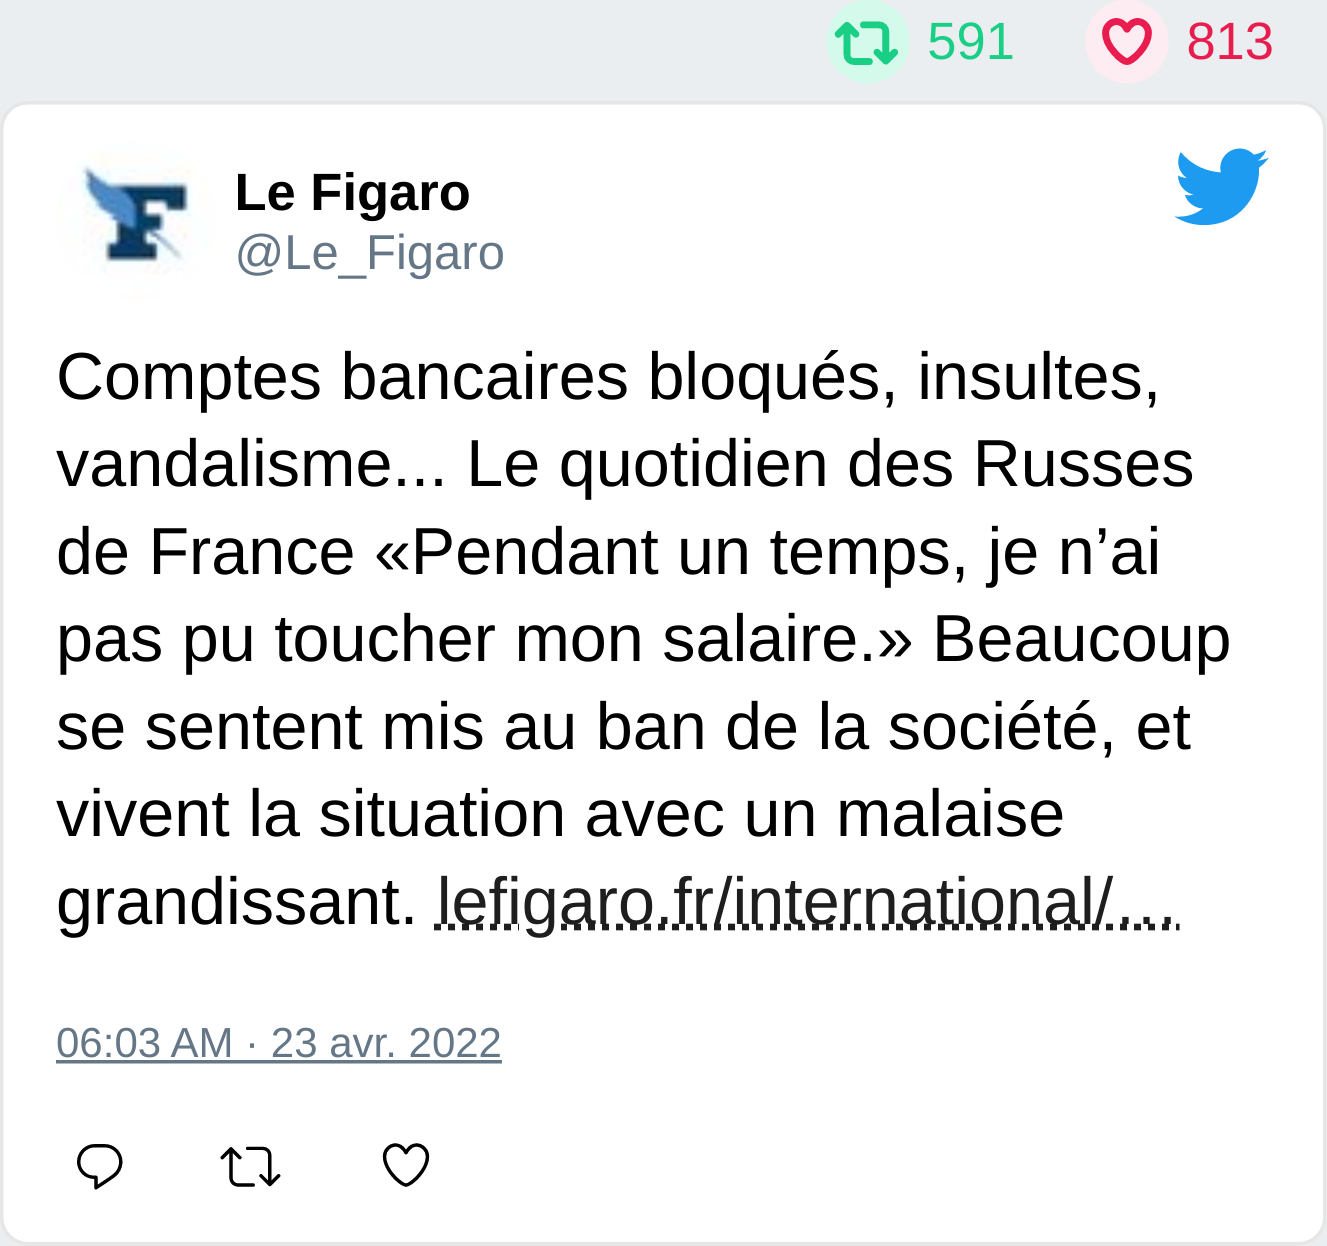 591 813
Le Figaro
@Le_Figaro
Comptes bancaires bloqués, insultes,
vandalisme... Le quotidien des Russes
de France «Pendant un temps, je n’ai
pas pu toucher mon salaire.» Beaucoup
se sentent mis au ban de la société, et
vivent la situation avec un malaise
grandissant. lefigaro.fr/international/…
06:03 AM · 23 avr. 2022